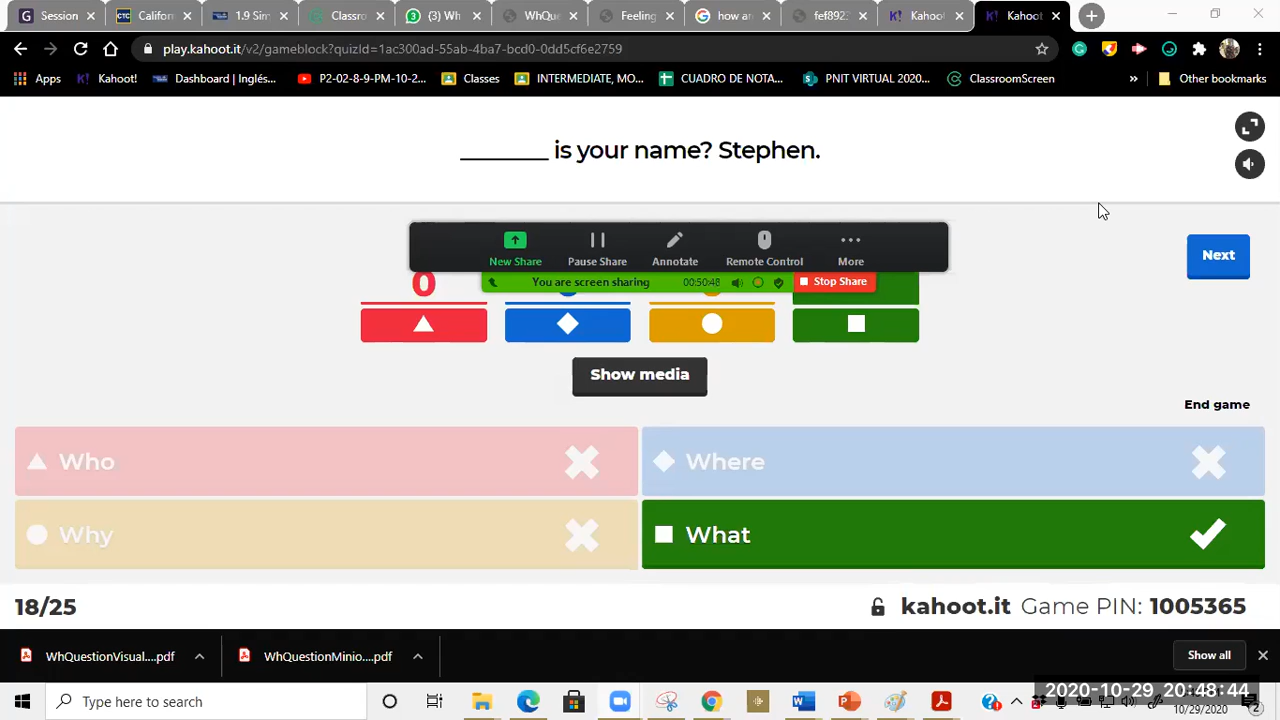 Session
Californ
1.9 Sim
Classro
(3) Wh
WhQue
Feeling
how are
fef8922
Kahoot
Kahoot
play.kahoot.it/v2/gameblock?quizId=1ac300ad-55ab-4ba7-bcd0-0dd5cf6e2759
Apps
Kahoot!
Dashboard | Inglés...
P2-02-8-9-PM-10-2...
Classes
INTERMEDIATE, MO...
CUADRO DE NOTA...
PNIT VIRTUAL 2020...
ClassroomScreen
»
Other bookmarks
_______ is your name? Stephen.
New Share
Pause Share
Annotate
Remote Control
More
You are screen sharing
00:50:48
Stop Share
Next
0
Show media
End game
Who
Where
Why
What
18/25
kahoot.it Game PIN: 1005365
WhQuestionVisual....pdf
WhQuestionMinio....pdf
Show all
Type here to search
2020-10-29 20:48:44
10/29/2020